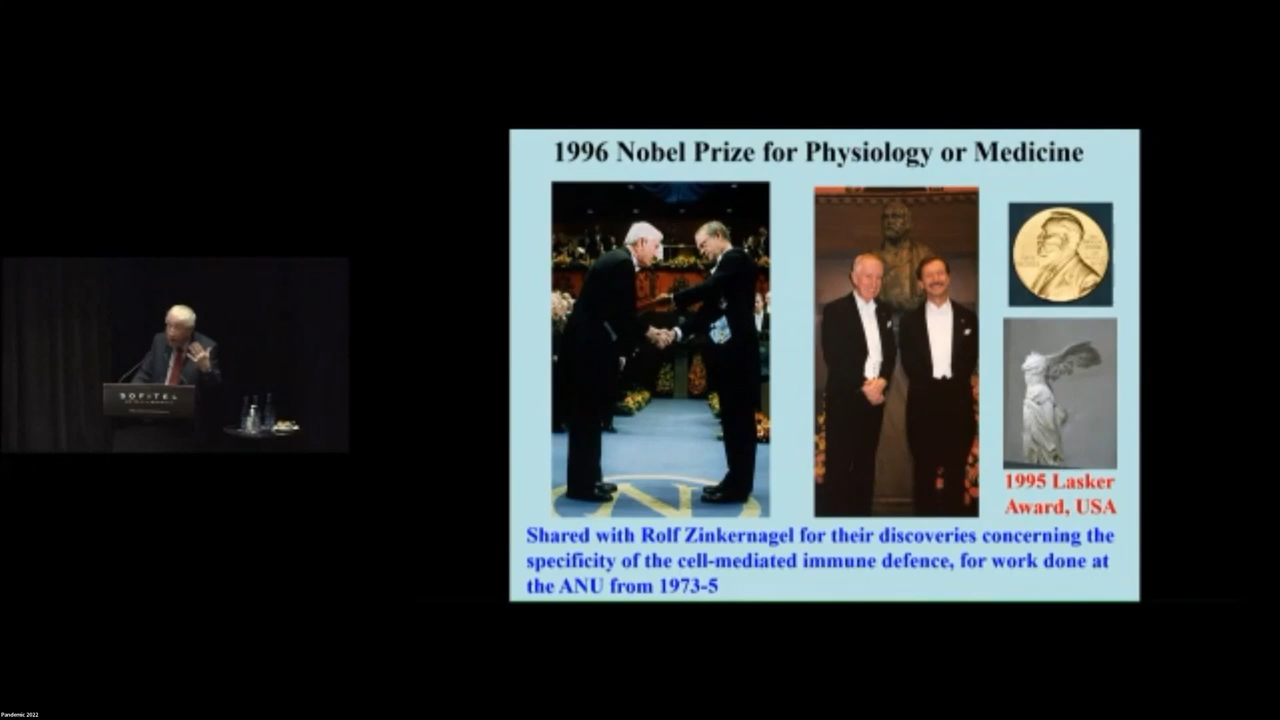 1996 Nobel Prize for Physiology or Medicine
SOFITEL
1995 Lasker
Award, USA
Shared with Rolf Zinkernagel for their discoveries concerning the
specificity of the cell-mediated immune defence, for work done at
the ANU from 1973-5
Pandemic 2022